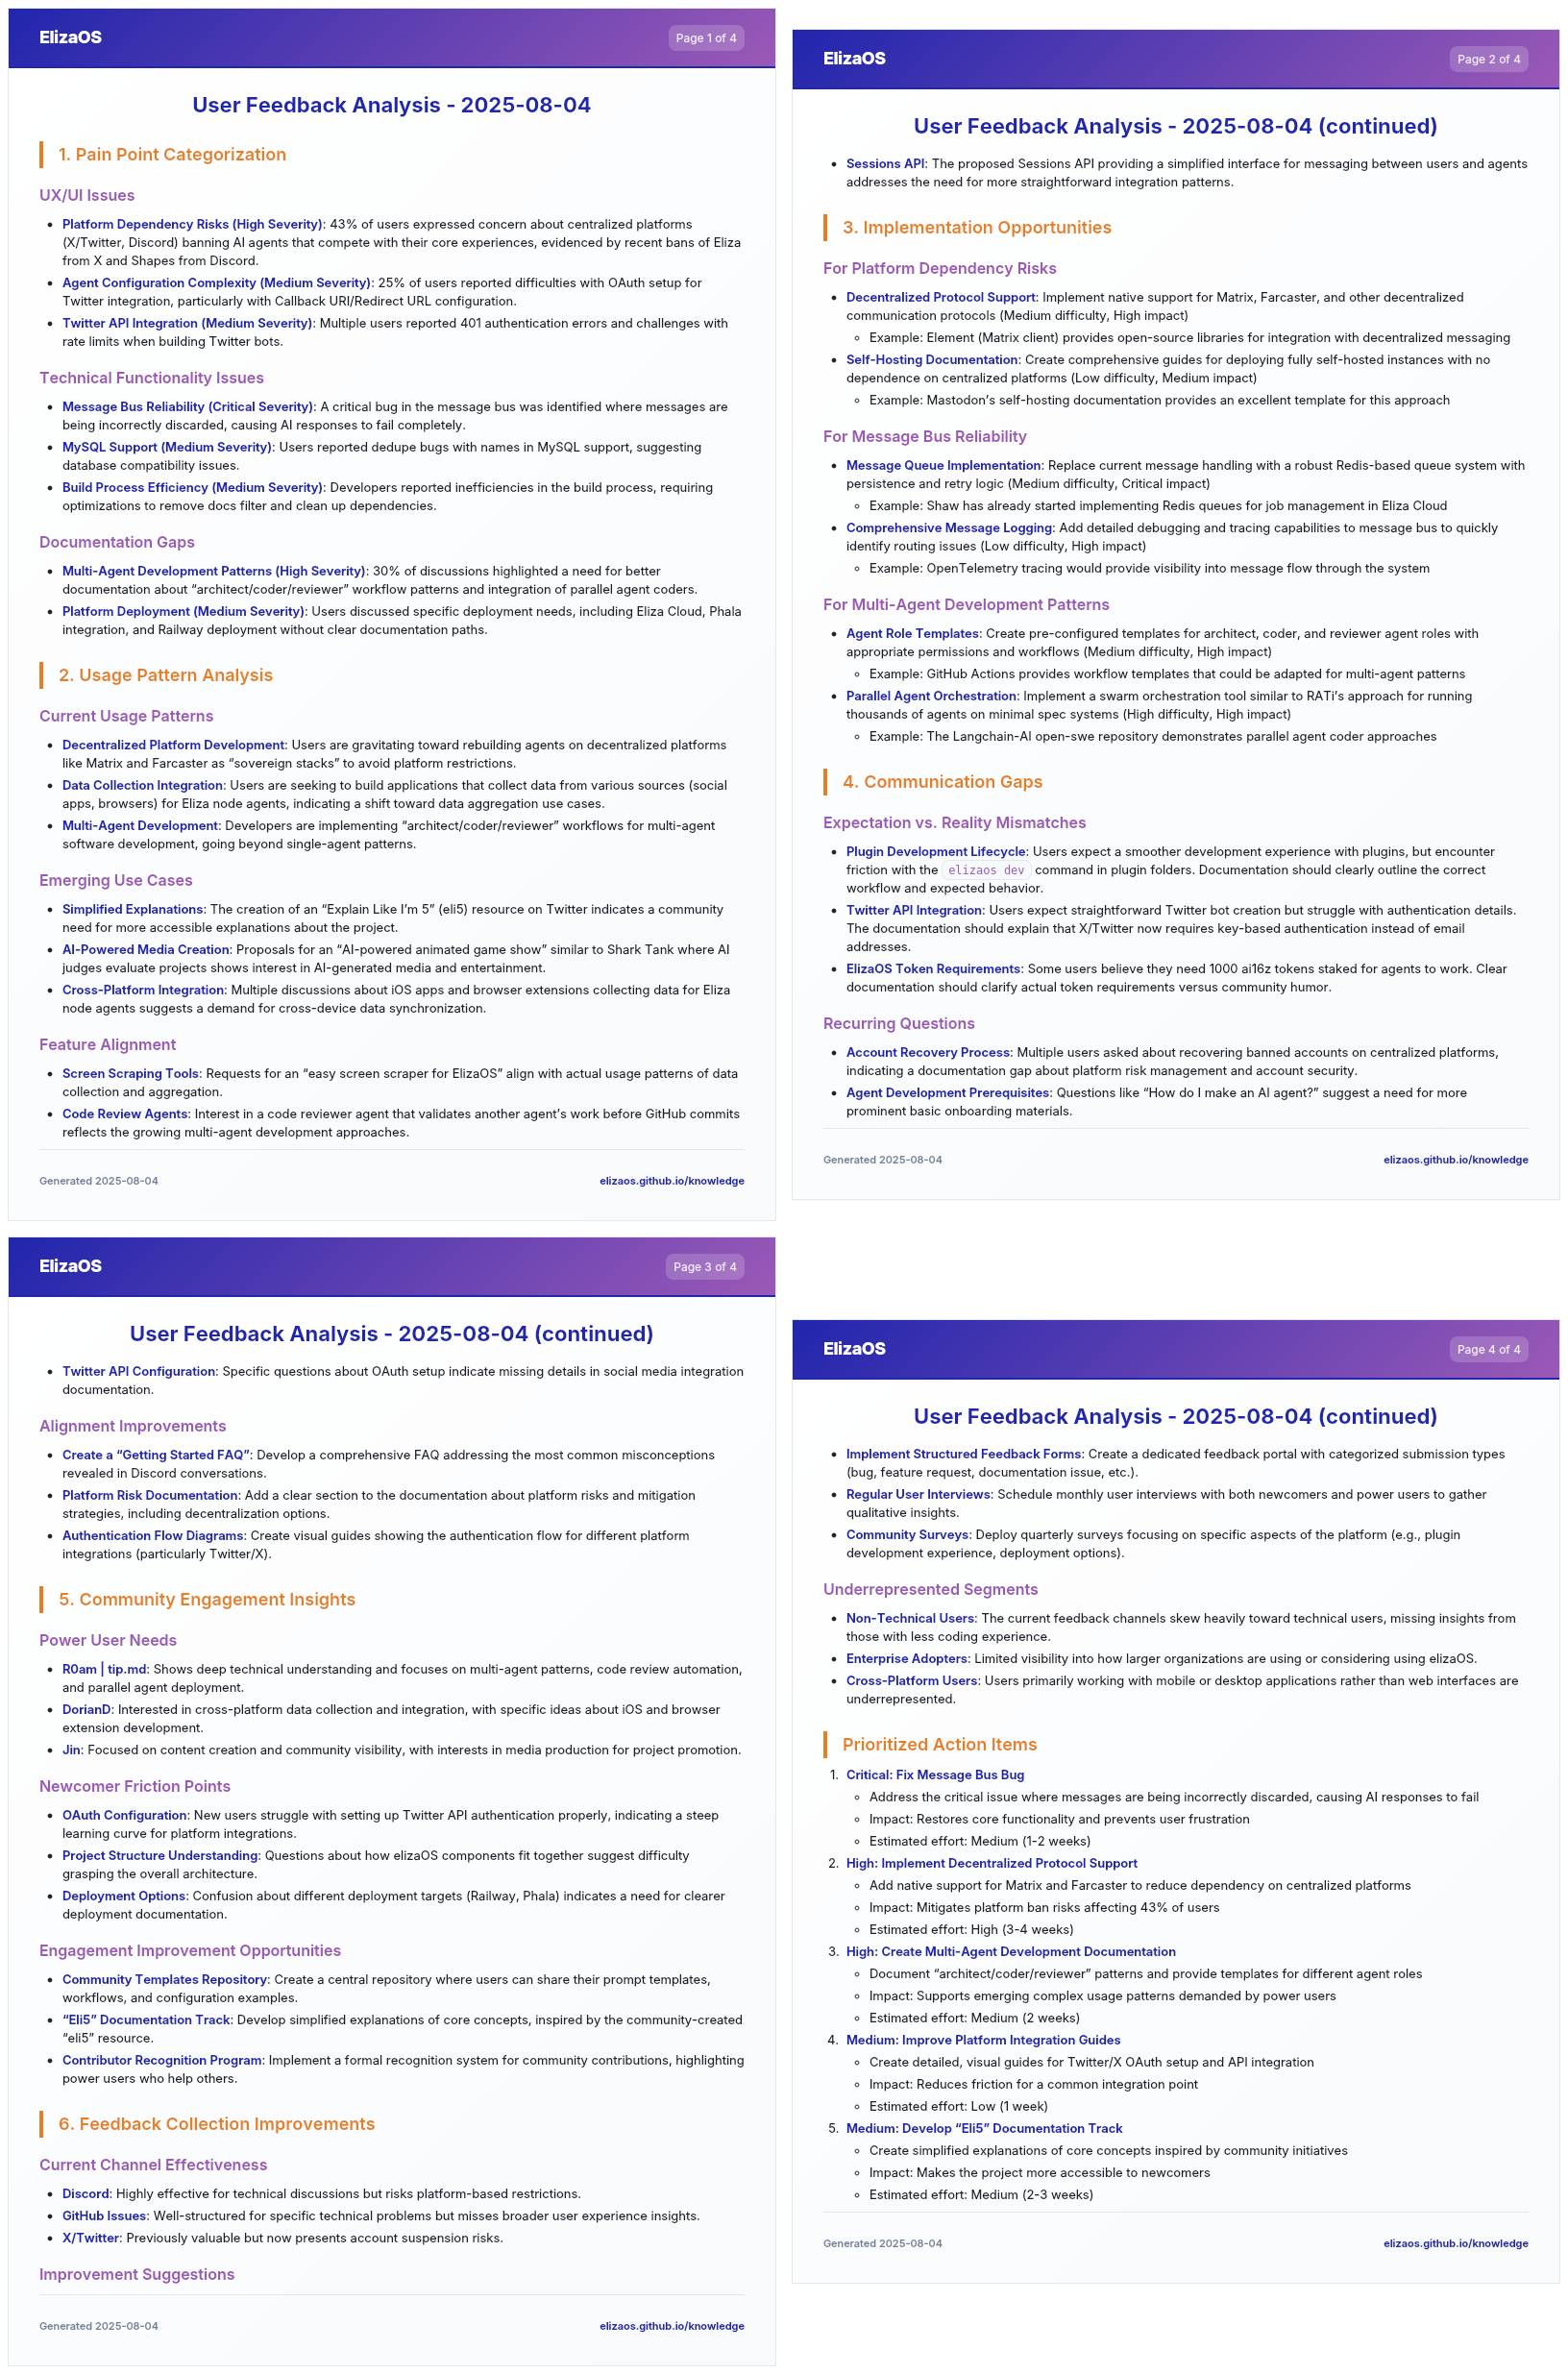 ElizaOS
Page 1 of 4
User Feedback Analysis - 2025-08-04
1. Pain Point Categorization
UX/UI Issues
• Platform Dependency Risks (High Severity): 43% of users expressed concern about centralized platforms
(X/Twitter, Discord) banning AI agents that compete with their core experiences, evidenced by recent bans of Eliza
from X and Shapes from Discord.
• Agent Configuration Complexity (Medium Severity): 25% of users reported difficulties with OAuth setup for
Twitter integration, particularly with Callback URI/Redirect URL configuration.
• Twitter API Integration (Medium Severity): Multiple users reported 401 authentication errors and challenges with
rate limits when building Twitter bots.
Technical Functionality Issues
• Message Bus Reliability (Critical Severity): A critical bug in the message bus was identified where messages are
being incorrectly discarded, causing AI responses to fail completely.
• MySQL Support (Medium Severity): Users reported dedupe bugs with names in MySQL support, suggesting
database compatibility issues.
• Build Process Efficiency (Medium Severity): Developers reported inefficiencies in the build process, requiring
optimizations to remove docs filter and clean up dependencies.
Documentation Gaps
• Multi-Agent Development Patterns (High Severity): 30% of discussions highlighted a need for better
documentation about “architect/coder/reviewer” workflow patterns and integration of parallel agent coders.
• Platform Deployment (Medium Severity): Users discussed specific deployment needs, including Eliza Cloud, Phala
integration, and Railway deployment without clear documentation paths.
2. Usage Pattern Analysis
Current Usage Patterns
• Decentralized Platform Development: Users are gravitating toward rebuilding agents on decentralized platforms
like Matrix and Farcaster as “sovereign stacks” to avoid platform restrictions.
• Data Collection Integration: Users are seeking to build applications that collect data from various sources (social
apps, browsers) for Eliza node agents, indicating a shift toward data aggregation use cases.
• Multi-Agent Development: Developers are implementing “architect/coder/reviewer” workflows for multi-agent
software development, going beyond single-agent patterns.
Emerging Use Cases
• Simplified Explanations: The creation of an “Explain Like I’m 5” (eli5) resource on Twitter indicates a community
need for more accessible explanations about the project.
• AI-Powered Media Creation: Proposals for an “AI-powered animated game show” similar to Shark Tank where AI
judges evaluate projects shows interest in AI-generated media and entertainment.
• Cross-Platform Integration: Multiple discussions about iOS apps and browser extensions collecting data for Eliza
node agents suggests a demand for cross-device data synchronization.
Feature Alignment
• Screen Scraping Tools: Requests for an “easy screen scraper for ElizaOS” align with actual usage patterns of data
collection and aggregation.
• Code Review Agents: Interest in a code reviewer agent that validates another agent’s work before GitHub commits
reflects the growing multi-agent development approaches.
Generated 2025-08-04
elizaos.github.io/knowledge
ElizaOS
Page 2 of 4
User Feedback Analysis - 2025-08-04 (continued)
• Sessions API: The proposed Sessions API providing a simplified interface for messaging between users and agents
addresses the need for more straightforward integration patterns.
3. Implementation Opportunities
For Platform Dependency Risks
• Decentralized Protocol Support: Implement native support for Matrix, Farcaster, and other decentralized
communication protocols (Medium difficulty, High impact)
◦ Example: Element (Matrix client) provides open-source libraries for integration with decentralized messaging
• Self-Hosting Documentation: Create comprehensive guides for deploying fully self-hosted instances with no
dependence on centralized platforms (Low difficulty, Medium impact)
◦ Example: Mastodon’s self-hosting documentation provides an excellent template for this approach
For Message Bus Reliability
• Message Queue Implementation: Replace current message handling with a robust Redis-based queue system with
persistence and retry logic (Medium difficulty, Critical impact)
◦ Example: Shaw has already started implementing Redis queues for job management in Eliza Cloud
• Comprehensive Message Logging: Add detailed debugging and tracing capabilities to message bus to quickly
identify routing issues (Low difficulty, High impact)
◦ Example: OpenTelemetry tracing would provide visibility into message flow through the system
For Multi-Agent Development Patterns
• Agent Role Templates: Create pre-configured templates for architect, coder, and reviewer agent roles with
appropriate permissions and workflows (Medium difficulty, High impact)
◦ Example: GitHub Actions provides workflow templates that could be adapted for multi-agent patterns
• Parallel Agent Orchestration: Implement a swarm orchestration tool similar to RATi’s approach for running
thousands of agents on minimal spec systems (High difficulty, High impact)
◦ Example: The Langchain-AI open-swe repository demonstrates parallel agent coder approaches
4. Communication Gaps
Expectation vs. Reality Mismatches
• Plugin Development Lifecycle: Users expect a smoother development experience with plugins, but encounter
friction with the elizaos dev command in plugin folders. Documentation should clearly outline the correct
workflow and expected behavior.
• Twitter API Integration: Users expect straightforward Twitter bot creation but struggle with authentication details.
The documentation should explain that X/Twitter now requires key-based authentication instead of email
addresses.
• ElizaOS Token Requirements: Some users believe they need 1000 ai16z tokens staked for agents to work. Clear
documentation should clarify actual token requirements versus community humor.
Recurring Questions
• Account Recovery Process: Multiple users asked about recovering banned accounts on centralized platforms,
indicating a documentation gap about platform risk management and account security.
• Agent Development Prerequisites: Questions like “How do I make an AI agent?” suggest a need for more
prominent basic onboarding materials.
Generated 2025-08-04
elizaos.github.io/knowledge
ElizaOS
Page 3 of 4
User Feedback Analysis - 2025-08-04 (continued)
• Twitter API Configuration: Specific questions about OAuth setup indicate missing details in social media integration
documentation.
Alignment Improvements
• Create a “Getting Started FAQ”: Develop a comprehensive FAQ addressing the most common misconceptions
revealed in Discord conversations.
• Platform Risk Documentation: Add a clear section to the documentation about platform risks and mitigation
strategies, including decentralization options.
• Authentication Flow Diagrams: Create visual guides showing the authentication flow for different platform
integrations (particularly Twitter/X).
5. Community Engagement Insights
Power User Needs
• R0am | tip.md: Shows deep technical understanding and focuses on multi-agent patterns, code review automation,
and parallel agent deployment.
• DorianD: Interested in cross-platform data collection and integration, with specific ideas about iOS and browser
extension development.
• Jin: Focused on content creation and community visibility, with interests in media production for project promotion.
Newcomer Friction Points
• OAuth Configuration: New users struggle with setting up Twitter API authentication properly, indicating a steep
learning curve for platform integrations.
• Project Structure Understanding: Questions about how elizaOS components fit together suggest difficulty
grasping the overall architecture.
• Deployment Options: Confusion about different deployment targets (Railway, Phala) indicates a need for clearer
deployment documentation.
Engagement Improvement Opportunities
• Community Templates Repository: Create a central repository where users can share their prompt templates,
workflows, and configuration examples.
• “Eli5” Documentation Track: Develop simplified explanations of core concepts, inspired by the community-created
“eli5” resource.
• Contributor Recognition Program: Implement a formal recognition system for community contributions, highlighting
power users who help others.
6. Feedback Collection Improvements
Current Channel Effectiveness
• Discord: Highly effective for technical discussions but risks platform-based restrictions.
• GitHub Issues: Well-structured for specific technical problems but misses broader user experience insights.
• X/Twitter: Previously valuable but now presents account suspension risks.
Improvement Suggestions
Generated 2025-08-04
elizaos.github.io/knowledge
ElizaOS
Page 4 of 4
User Feedback Analysis - 2025-08-04 (continued)
• Implement Structured Feedback Forms: Create a dedicated feedback portal with categorized submission types
(bug, feature request, documentation issue, etc.).
• Regular User Interviews: Schedule monthly user interviews with both newcomers and power users to gather
qualitative insights.
• Community Surveys: Deploy quarterly surveys focusing on specific aspects of the platform (e.g., plugin
development experience, deployment options).
Underrepresented Segments
• Non-Technical Users: The current feedback channels skew heavily toward technical users, missing insights from
those with less coding experience.
• Enterprise Adopters: Limited visibility into how larger organizations are using or considering using elizaOS.
• Cross-Platform Users: Users primarily working with mobile or desktop applications rather than web interfaces are
underrepresented.
Prioritized Action Items
1. Critical: Fix Message Bus Bug
◦ Address the critical issue where messages are being incorrectly discarded, causing AI responses to fail
◦ Impact: Restores core functionality and prevents user frustration
◦ Estimated effort: Medium (1-2 weeks)
2. High: Implement Decentralized Protocol Support
◦ Add native support for Matrix and Farcaster to reduce dependency on centralized platforms
◦ Impact: Mitigates platform ban risks affecting 43% of users
◦ Estimated effort: High (3-4 weeks)
3. High: Create Multi-Agent Development Documentation
◦ Document “architect/coder/reviewer” patterns and provide templates for different agent roles
◦ Impact: Supports emerging complex usage patterns demanded by power users
◦ Estimated effort: Medium (2 weeks)
4. Medium: Improve Platform Integration Guides
◦ Create detailed, visual guides for Twitter/X OAuth setup and API integration
◦ Impact: Reduces friction for a common integration point
◦ Estimated effort: Low (1 week)
5. Medium: Develop “Eli5” Documentation Track
◦ Create simplified explanations of core concepts inspired by community initiatives
◦ Impact: Makes the project more accessible to newcomers
◦ Estimated effort: Medium (2-3 weeks)
Generated 2025-08-04
elizaos.github.io/knowledge